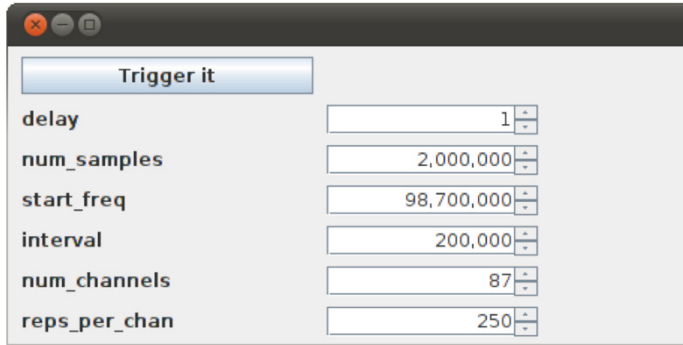 Trigger it
delay 1
num_samples 2,000,000
start_freq 98,700,000
interval 200,000
num_channels 87
reps_per_chan 250